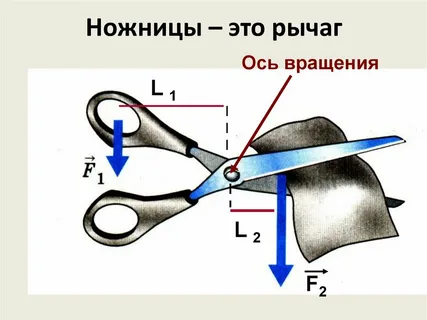 Ножницы – это рычаг
Ось вращения
L 1
F1
L 2
F2